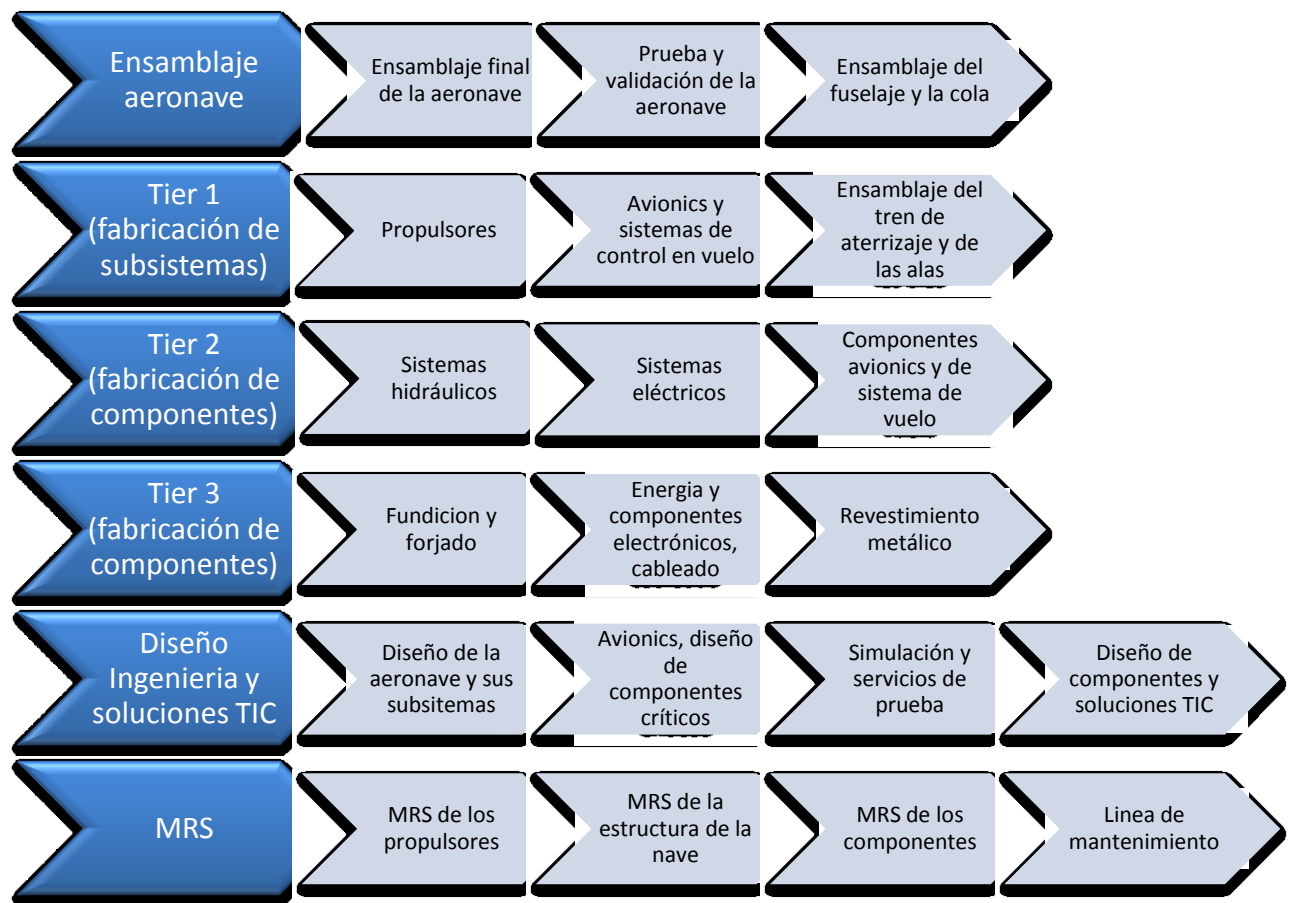 Ensamblaje
aeronave
Ensamblaje final
de la aeronave
Prueba y
validación de la
aeronave
Ensamblaje del
fuselaje y la cola
Tier 1
(fabricación de
subsistemas)
Propulsores
Avionics y
sistemas de
control en vuelo
Ensamblaje del
tren de
aterrizaje y de
las alas
Tier 2
(fabricación de
componentes)
Sistemas
hidráulicos
Sistemas
eléctricos
Componentes
avionics y de
sistema de
vuelo
Tier 3
(fabricación de
componentes)
Fundicion y
forjado
Energia y
componentes
electrónicos,
cableado
Revestimiento
metálico
Diseño
Ingenieria y
soluciones TIC
Diseño de la
aeronave y sus
subsitemas
Avionics, diseño
de
componentes
críticos
Simulación y
servicios de
prueba
Diseño de
componentes y
soluciones TIC
MRS
MRS de los
propulsores
MRS de la
estructura de la
nave
MRS de los
componentes
Linea de
mantenimiento